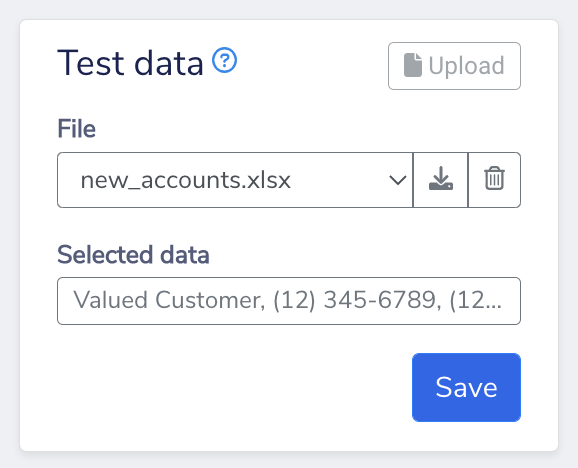 Test data ?
Upload
File
new_accounts.xlsx
Selected data
Valued Customer, (12) 345-6789, (12...
Save